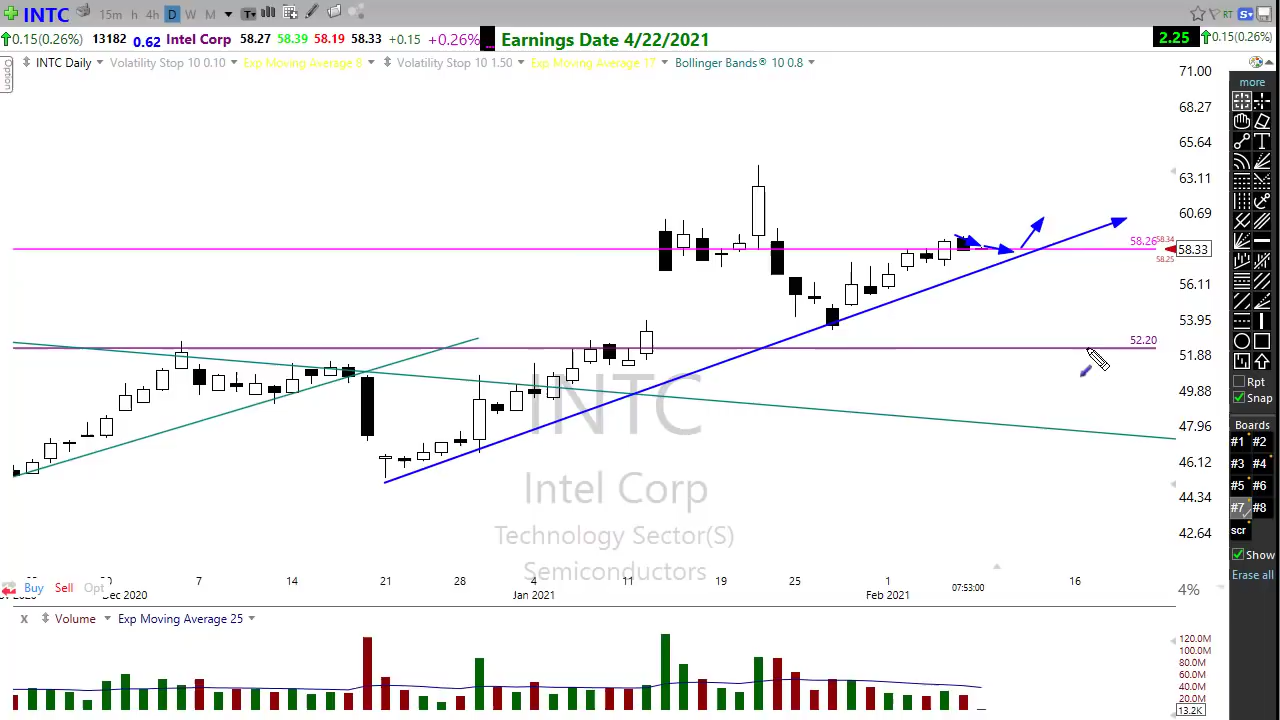 INTC 15m h 4h D W M T RT S
0.15(0.26%) 13182 0.62 Intel Corp 58.27 58.39 58.19 58.33 +0.15 +0.26% Earnings Date 4/22/2021 2.25 0.15(0.26%)
Option
INTC Daily Volatility Stop 10 0.10 Exp Moving Average 8 Volatility Stop 10 1.50 Exp Moving Average 17 Bollinger Bands® 10 0.8
71.00
68.27
65.64
63.11
60.69
58.26 58.34
58.33
58.25
56.11
53.95
52.20
51.88
49.88
47.96
46.12
44.34
42.64
INTC
Intel Corp
Technology Sector(S)
Semiconductors
more
T
Rpt
Snap
Boards
#1 #2
#3 #4
#5 #6
#7 #8
scr
Show
Erase all
7 14 21 28 4 11 19 25 1 07:53:00 16
Buy Sell Opt
Dec 2020 Jan 2021 Feb 2021
4%
x Volume Exp Moving Average 25
120.0M
100.0M
80.0M
60.0M
40.0M
20.0M
13.2K